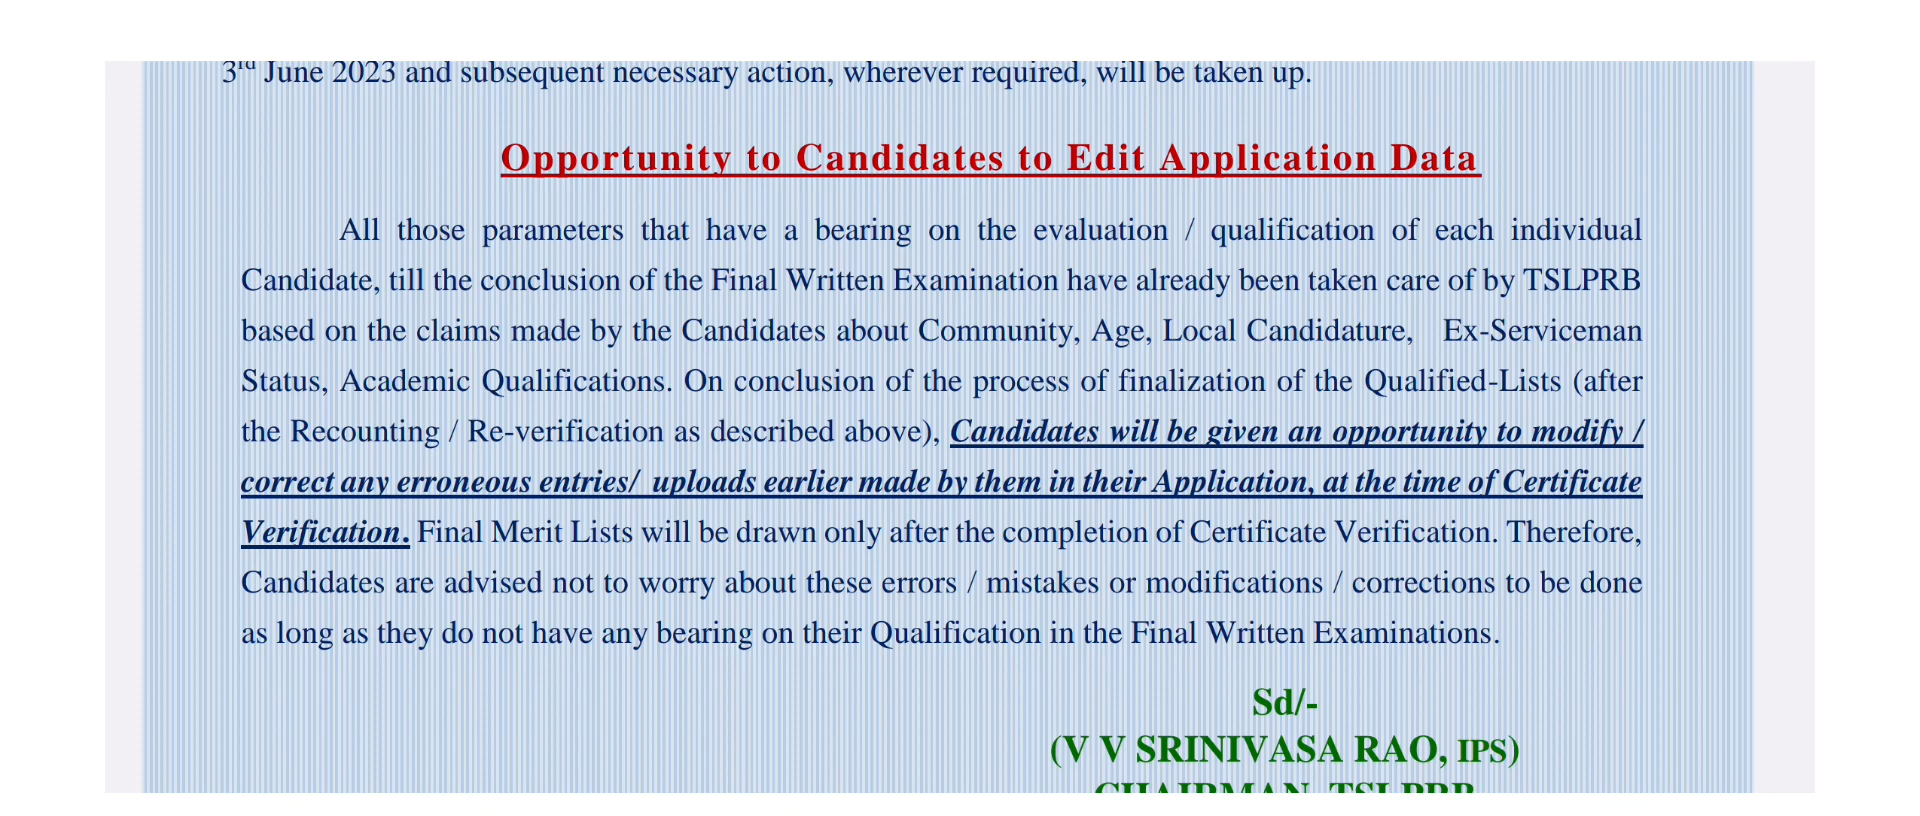 3rd June 2023 and subsequent necessary action, wherever required, will be taken up.
Opportunity to Candidates to Edit Application Data
All those parameters that have a bearing on the evaluation / qualification of each individual
Candidate, till the conclusion of the Final Written Examination have already been taken care of by TSLPRB
based on the claims made by the Candidates about Community, Age, Local Candidature, Ex-Serviceman
Status, Academic Qualifications. On conclusion of the process of finalization of the Qualified-Lists (after
the Recounting / Re-verification as described above), Candidates will be given an opportunity to modify /
correct any erroneous entries/ uploads earlier made by them in their Application, at the time of Certificate
Verification. Final Merit Lists will be drawn only after the completion of Certificate Verification. Therefore,
Candidates are advised not to worry about these errors / mistakes or modifications / corrections to be done
as long as they do not have any bearing on their Qualification in the Final Written Examinations.
Sd/-
(V V SRINIVASA RAO, IPS)
CHAIRMAN, TSLPRB